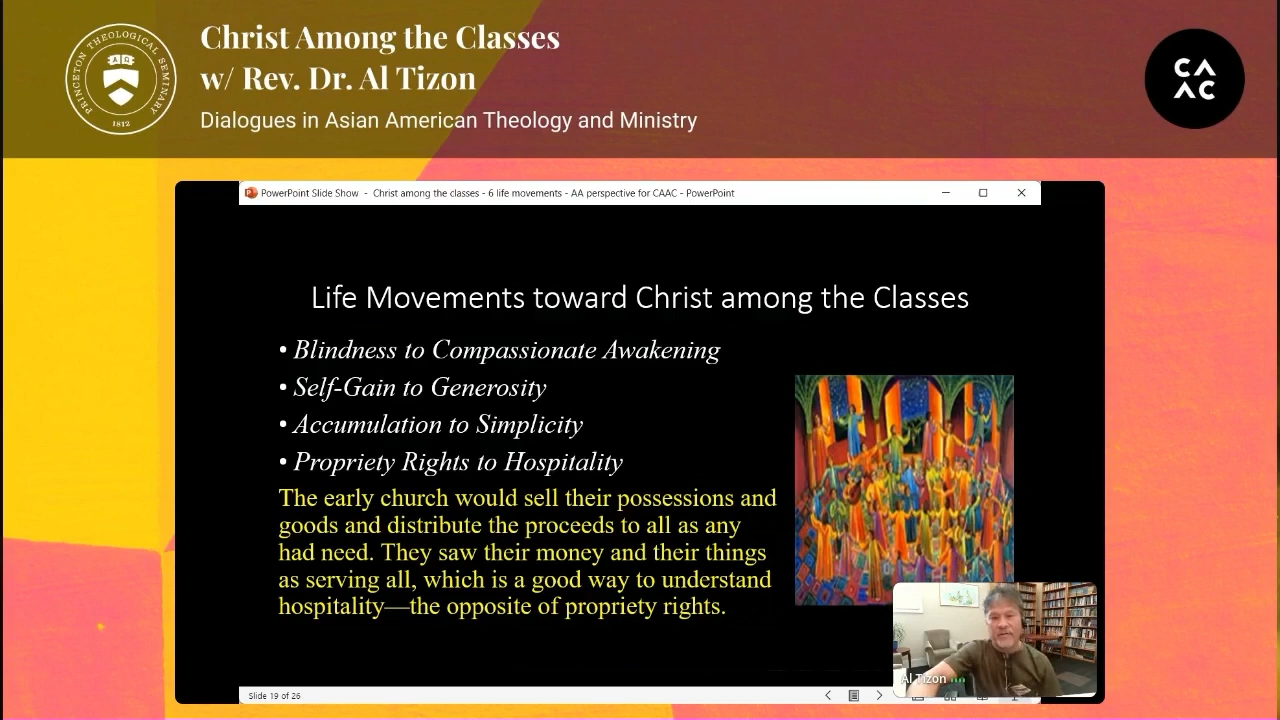 PRINCETON THEOLOGICAL SEMINARY
1812
Christ Among the Classes
w/ Rev. Dr. Al Tizon
Dialogues in Asian American Theology and Ministry
CA
AC
PowerPoint Slide Show - Christ among the classes - 6 life movements - AA perspective for CAAC - PowerPoint
Life Movements toward Christ among the Classes
• Blindness to Compassionate Awakening
• Self-Gain to Generosity
• Accumulation to Simplicity
• Propriety Rights to Hospitality
The early church would sell their possessions and
goods and distribute the proceeds to all as any
had need. They saw their money and their things
as serving all, which is a good way to understand
hospitality—the opposite of propriety rights.
Al Tizon
Slide 19 of 26